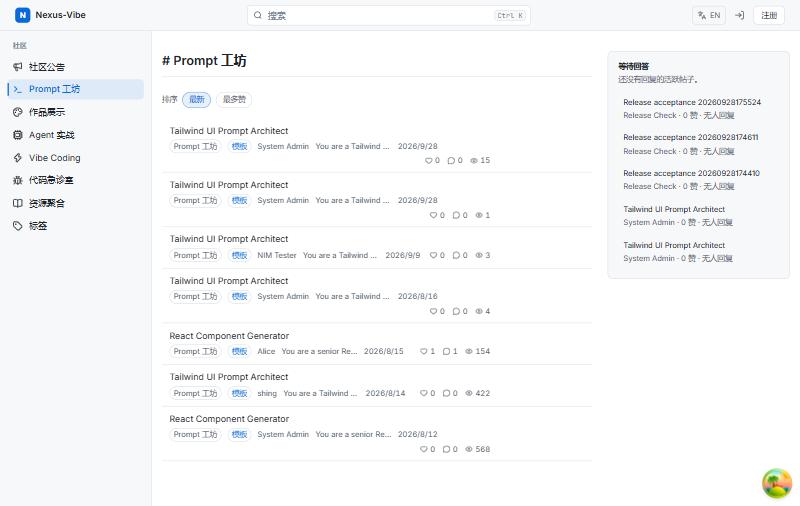 N Nexus-Vibe
搜索
Ctrl K
EN
注册
社区
社区公告
Prompt 工坊
作品展示
Agent 实战
Vibe Coding
代码急诊室
资源聚合
标签
# Prompt 工坊
排序 最新 最多赞
Tailwind UI Prompt Architect
Prompt 工坊 模板 System Admin You are a Tailwind ... 2026/9/28
0 0 15
Tailwind UI Prompt Architect
Prompt 工坊 模板 System Admin You are a Tailwind ... 2026/9/28
0 0 1
Tailwind UI Prompt Architect
Prompt 工坊 模板 NIM Tester You are a Tailwind ... 2026/9/9 0 0 3
Tailwind UI Prompt Architect
Prompt 工坊 模板 System Admin You are a Tailwind ... 2026/8/16
0 0 4
React Component Generator
Prompt 工坊 模板 Alice You are a senior Re... 2026/8/15 1 1 154
Tailwind UI Prompt Architect
Prompt 工坊 模板 shing You are a Tailwind ... 2026/8/14 0 0 422
React Component Generator
Prompt 工坊 模板 System Admin You are a senior Re... 2026/8/12
0 0 568
等待回答
还没有回复的活跃帖子。
Release acceptance 20260928175524
Release Check · 0 赞 · 无人回复
Release acceptance 20260928174611
Release Check · 0 赞 · 无人回复
Release acceptance 20260928174410
Release Check · 0 赞 · 无人回复
Tailwind UI Prompt Architect
System Admin · 0 赞 · 无人回复
Tailwind UI Prompt Architect
System Admin · 0 赞 · 无人回复